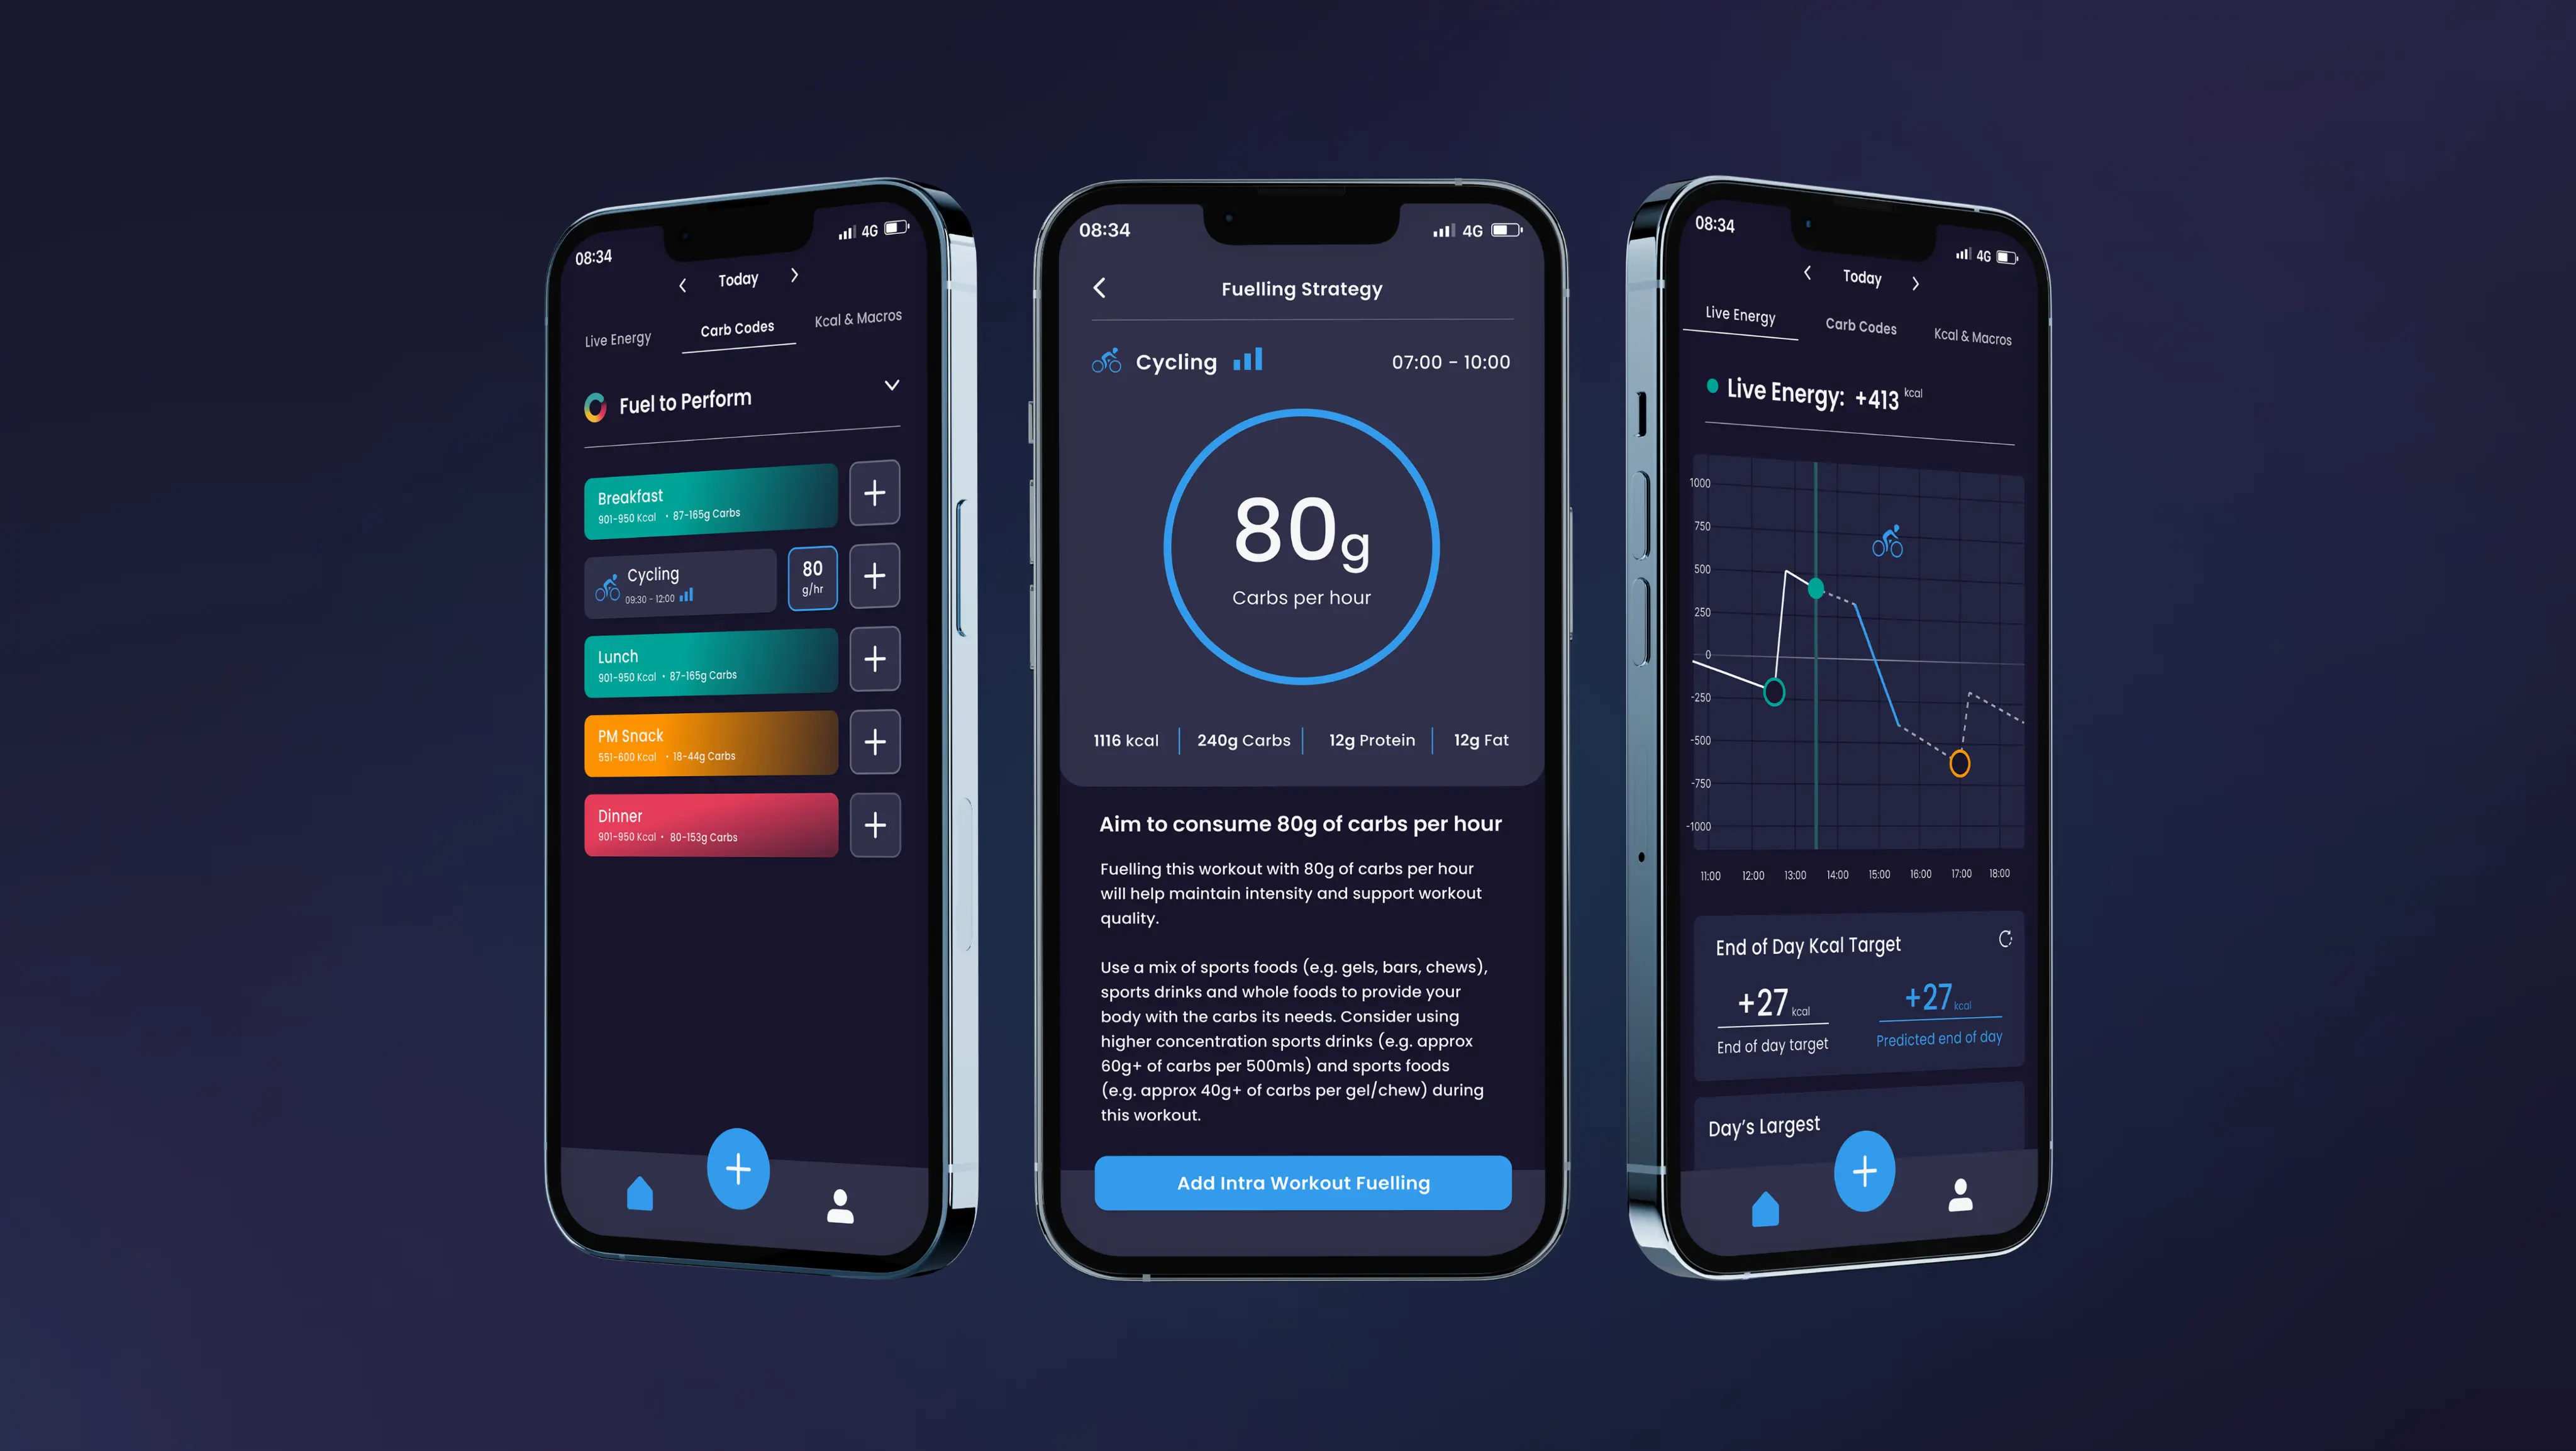 08:34
4G
Today
Live Energy
Carb Codes
Kcal & Macros
Fuel to Perform
Breakfast
901-950 Kcal • 87-165g Carbs
Cycling
09:30 - 12:00
80
g/hr
Lunch
901-950 Kcal • 87-165g Carbs
PM Snack
551-600 Kcal • 18-44g Carbs
Dinner
901-950 Kcal • 80-153g Carbs
08:34
4G
Fuelling Strategy
Cycling
07:00 - 10:00
80g
Carbs per hour
1116 kcal
240g Carbs
12g Protein
12g Fat
Aim to consume 80g of carbs per hour
Fuelling this workout with 80g of carbs per hour
will help maintain intensity and support workout
quality.
Use a mix of sports foods (e.g. gels, bars, chews),
sports drinks and whole foods to provide your
body with the carbs its needs. Consider using
higher concentration sports drinks (e.g. approx
60g+ of carbs per 500mls) and sports foods
(e.g. approx 40g+ of carbs per gel/chew) during
this workout.
Add Intra Workout Fuelling
08:34
4G
Today
Live Energy
Carb Codes
Kcal & Macros
Live Energy: +413 kcal
1000
750
500
250
0
-250
-500
-750
-1000
11:00 12:00 13:00 14:00 15:00 16:00 17:00 18:00
End of Day Kcal Target
+27 kcal
End of day target
+27 kcal
Predicted end of day
Day's Largest